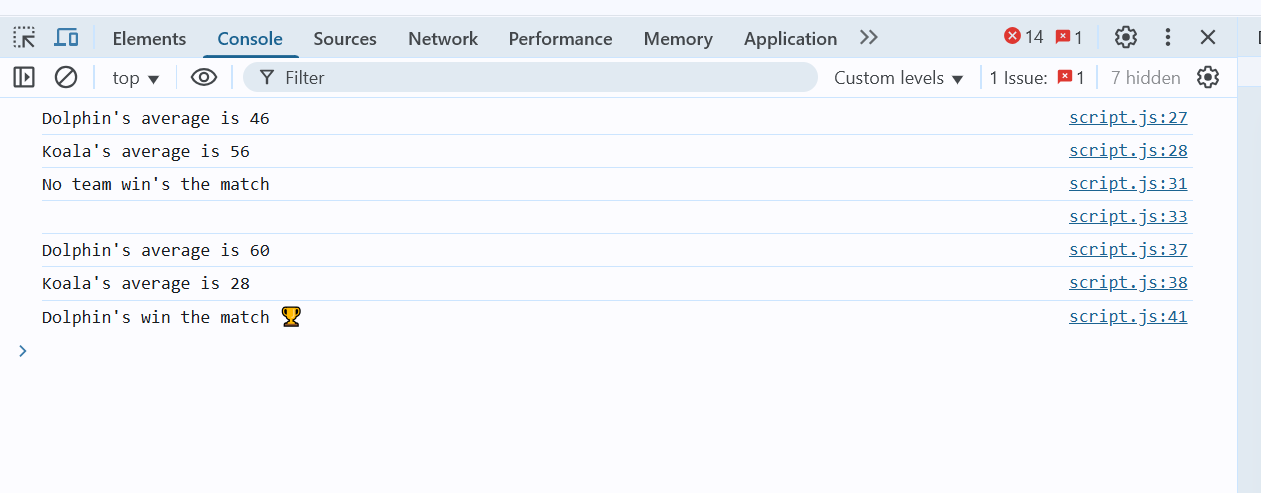 Elements Console Sources Network Performance Memory Application 14 1
top Filter Custom levels 1 Issue: 1 7 hidden
Dolphin's average is 46 script.js:27
Koala's average is 56 script.js:28
No team win's the match script.js:31
script.js:33
Dolphin's average is 60 script.js:37
Koala's average is 28 script.js:38
Dolphin's win the match 🏆 script.js:41